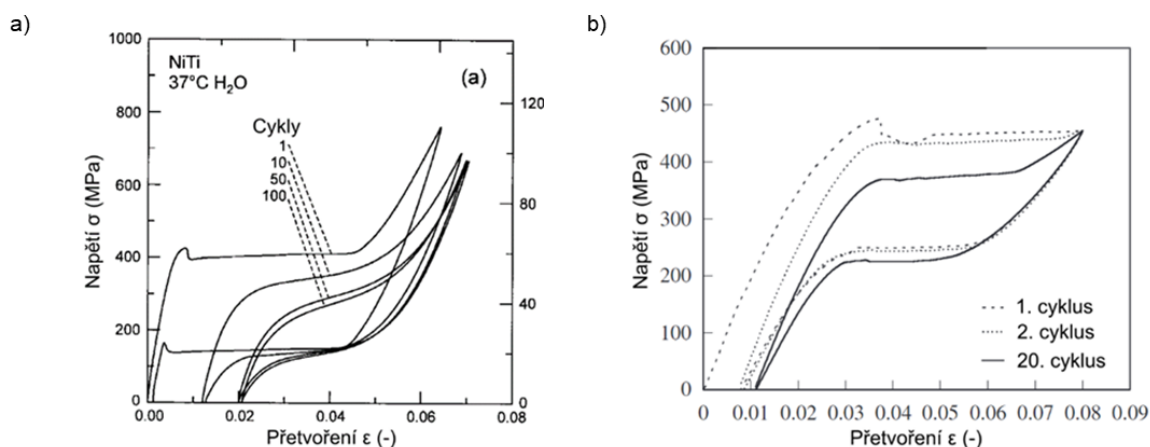 a)
1000
800
600
400
200
0
Napětí σ (MPa)
NiTi
37°C H₂O
(a)
Cykly
1
10
50
100
120
80
40
0
0.00
0.02
0.04
0.06
0.08
Přetvoření ε (-)
b)
600
500
400
300
200
100
0
Napětí σ (MPa)
1. cyklus
2. cyklus
20. cyklus
0
0.01
0.02
0.03
0.04
0.05
0.06
0.07
0.08
0.09
Přetvoření ε (-)